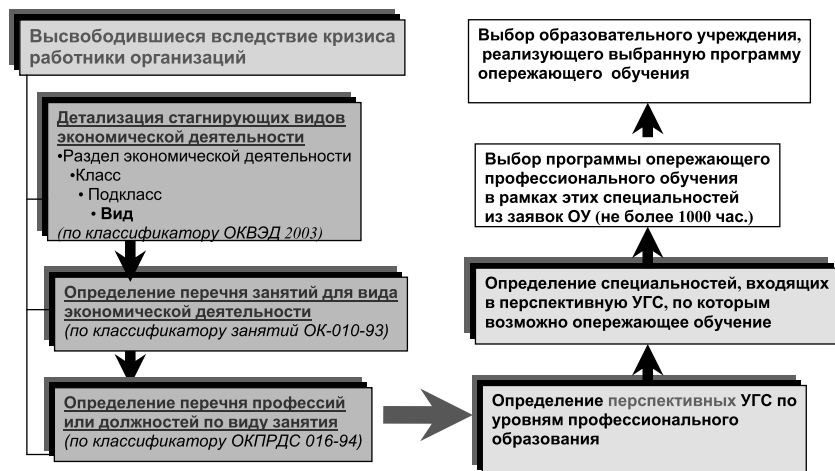 Высвободившиеся вследствие кризиса
работники организаций
Детализация стагнирующих видов
экономической деятельности
•Раздел экономической деятельности
•Класс
• Подкласс
• Вид
(по классификатору ОКВЭД 2003)
Определение перечня занятий для вида
экономической деятельности
(по классификатору занятий ОК-010-93)
Определение перечня профессий
или должностей по виду занятия
(по классификатору ОКПРДС 016-94)
Определение перспективных УГС по
уровням профессионального
образования
Определение специальностей, входящих
в перспективную УГС, по которым
возможно опережающее обучение
Выбор программы опережающего
профессионального обучения
в рамках этих специальностей
из заявок ОУ (не более 1000 час.)
Выбор образовательного учреждения,
реализующего выбранную программу
опережающего обучения